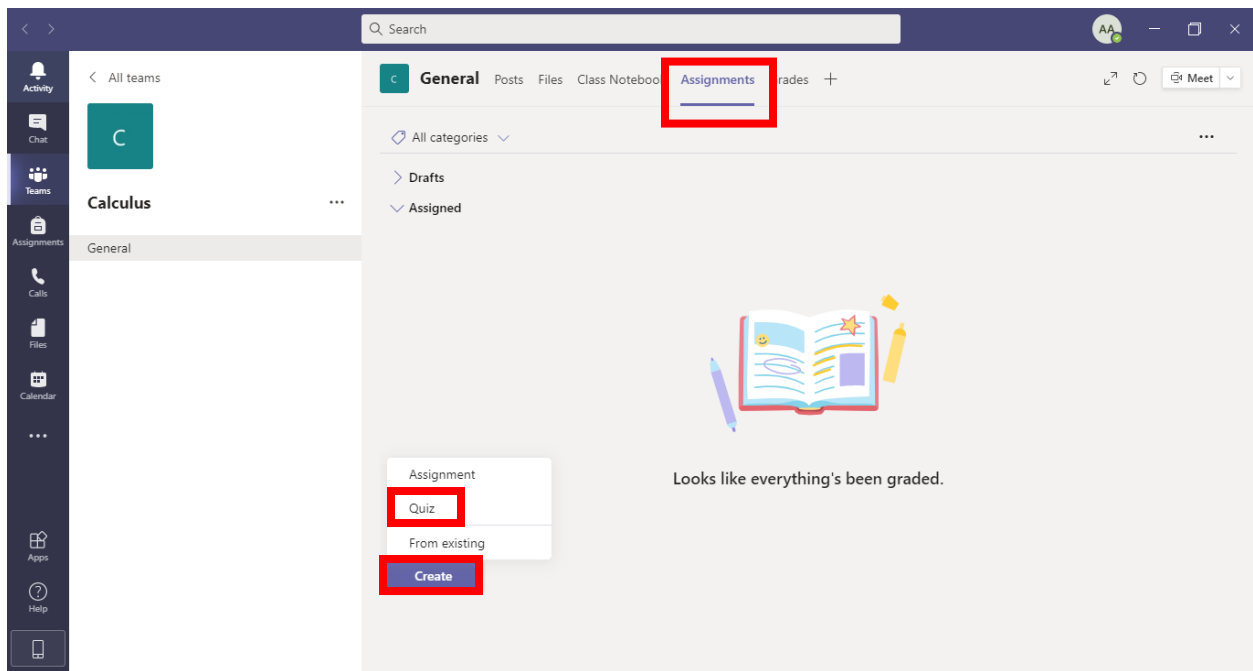 Search
AA
Activity
Chat
Teams
Assignments
Calls
Files
Calendar
Apps
Help
All teams
C
Calculus
General
C General Posts Files Class Noteboo Assignments rades Meet
All categories
Drafts
Assigned
Looks like everything's been graded.
Assignment
Quiz
From existing
Create